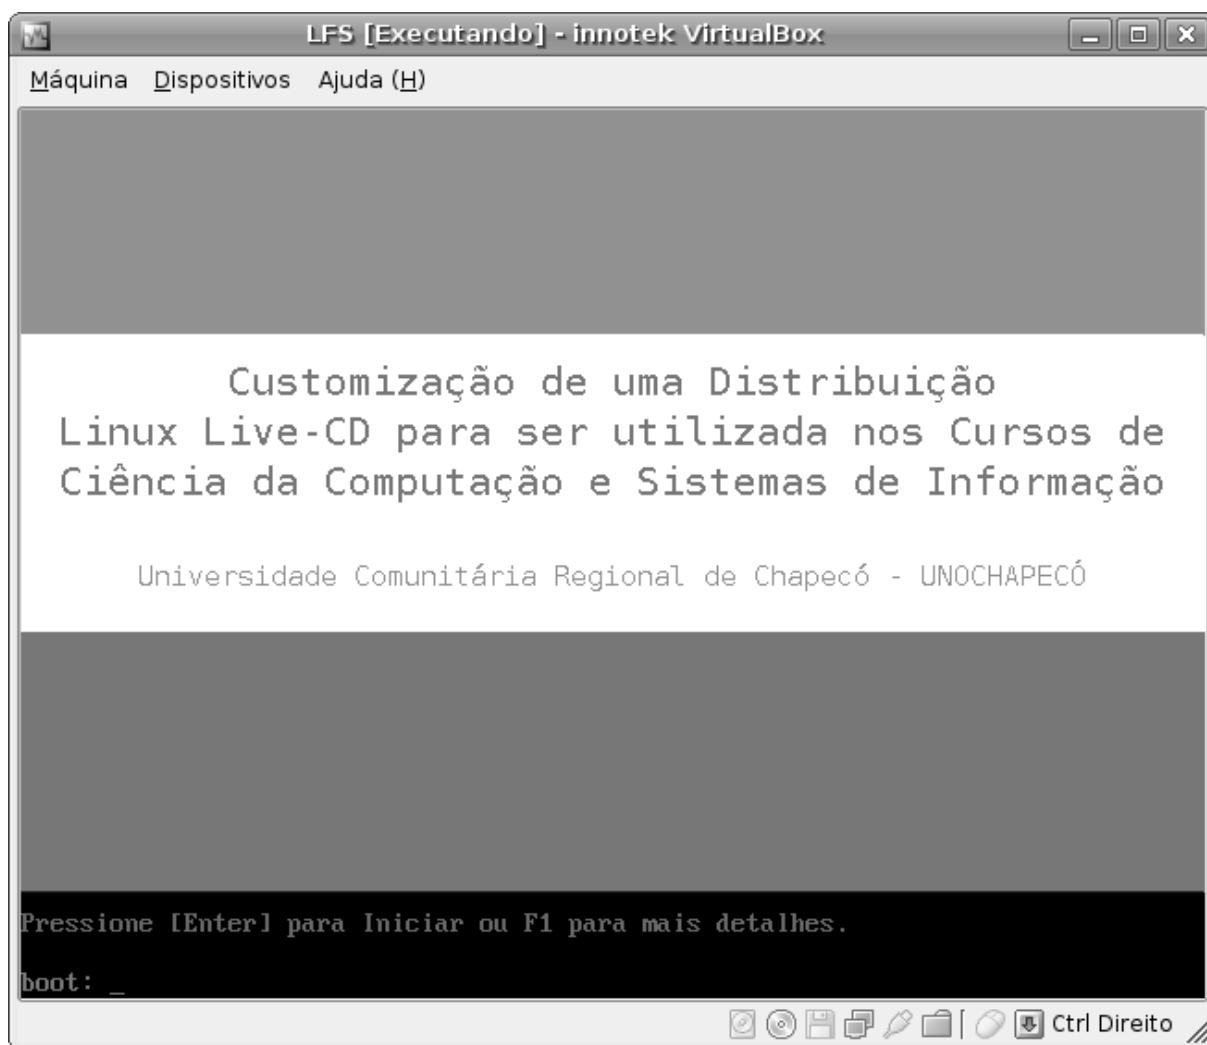 LFS [Executando] - innotek VirtualBox
Máquina Dispositivos Ajuda (H)
Customização de uma Distribuição
Linux Live-CD para ser utilizada nos Cursos de
Ciência da Computação e Sistemas de Informação
Universidade Comunitária Regional de Chapecó - UNOCHAPECÓ
Pressione [Enter] para Iniciar ou F1 para mais detalhes.
boot: _
Ctrl Direito